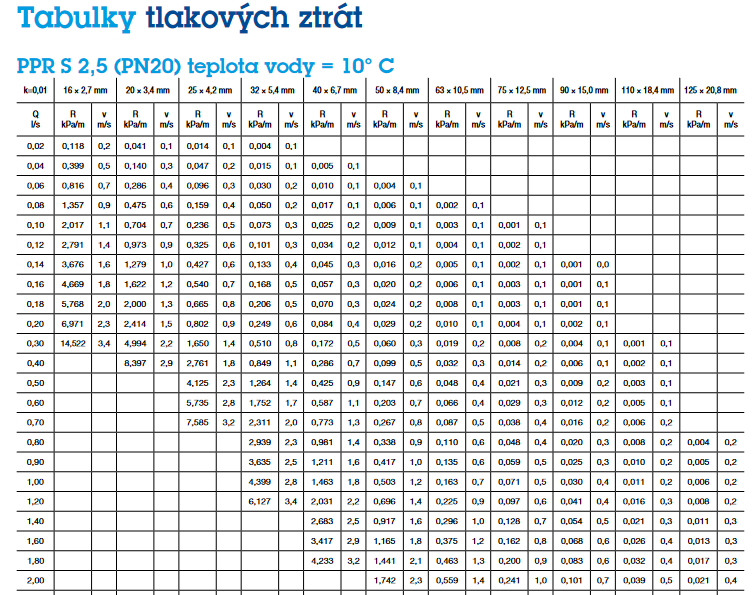 Tabulky tlakových ztrát
PPR S 2,5 (PN20) teplota vody = 10° C
k=0,01 16 x 2,7 mm 20 x 3,4 mm 25 x 4,2 mm 32 x 5,4 mm 40 x 6,7 mm 50 x 8,4 mm 63 x 10,5 mm 75 x 12,5 mm 90 x 15,0 mm 110 x 18,4 mm 125 x 20,8 mm
Q R v R v R v R v R v R v R v R v R v R v R v
l/s kPa/m m/s kPa/m m/s kPa/m m/s kPa/m m/s kPa/m m/s kPa/m m/s kPa/m m/s kPa/m m/s kPa/m m/s kPa/m m/s kPa/m m/s
0,02 0,118 0,2 0,041 0,1 0,014 0,1 0,004 0,1
0,04 0,399 0,5 0,140 0,3 0,047 0,2 0,015 0,1 0,005 0,1
0,06 0,816 0,7 0,286 0,4 0,096 0,3 0,030 0,2 0,010 0,1 0,004 0,1
0,08 1,357 0,9 0,475 0,6 0,159 0,4 0,050 0,2 0,017 0,1 0,006 0,1 0,002 0,1
0,10 2,017 1,1 0,704 0,7 0,236 0,5 0,073 0,3 0,025 0,2 0,009 0,1 0,003 0,1 0,001 0,1
0,12 2,791 1,4 0,973 0,9 0,325 0,6 0,101 0,3 0,034 0,2 0,012 0,1 0,004 0,1 0,002 0,1
0,14 3,676 1,6 1,279 1,0 0,427 0,6 0,133 0,4 0,045 0,3 0,016 0,2 0,005 0,1 0,002 0,1 0,001 0,0
0,16 4,669 1,8 1,622 1,2 0,540 0,7 0,168 0,5 0,057 0,3 0,020 0,2 0,006 0,1 0,003 0,1 0,001 0,1
0,18 5,768 2,0 2,000 1,3 0,665 0,8 0,206 0,5 0,070 0,3 0,024 0,2 0,008 0,1 0,003 0,1 0,001 0,1
0,20 6,971 2,3 2,414 1,5 0,802 0,9 0,249 0,6 0,084 0,4 0,029 0,2 0,010 0,1 0,004 0,1 0,002 0,1
0,30 14,522 3,4 4,994 2,2 1,650 1,4 0,510 0,8 0,172 0,5 0,060 0,3 0,019 0,2 0,008 0,2 0,004 0,1 0,001 0,1
0,40 8,397 2,9 2,761 1,8 0,849 1,1 0,286 0,7 0,099 0,5 0,032 0,3 0,014 0,2 0,006 0,1 0,002 0,1
0,50 4,125 2,3 1,264 1,4 0,425 0,9 0,147 0,6 0,048 0,4 0,021 0,3 0,009 0,2 0,003 0,1
0,60 5,735 2,8 1,752 1,7 0,587 1,1 0,203 0,7 0,066 0,4 0,029 0,3 0,012 0,2 0,005 0,1
0,70 7,585 3,2 2,311 2,0 0,773 1,3 0,267 0,8 0,087 0,5 0,038 0,4 0,016 0,2 0,006 0,2
0,80 2,939 2,3 0,981 1,4 0,338 0,9 0,110 0,6 0,048 0,4 0,020 0,3 0,008 0,2 0,004 0,2
0,90 3,635 2,5 1,211 1,6 0,417 1,0 0,135 0,6 0,059 0,5 0,025 0,3 0,010 0,2 0,005 0,2
1,00 4,399 2,8 1,463 1,8 0,503 1,2 0,163 0,7 0,071 0,5 0,030 0,4 0,011 0,2 0,006 0,2
1,20 6,127 3,4 2,031 2,2 0,696 1,4 0,225 0,9 0,097 0,6 0,041 0,4 0,016 0,3 0,008 0,2
1,40 2,683 2,5 0,917 1,6 0,296 1,0 0,128 0,7 0,054 0,5 0,021 0,3 0,011 0,3
1,60 3,417 2,9 1,165 1,8 0,375 1,2 0,162 0,8 0,068 0,6 0,026 0,4 0,013 0,3
1,80 4,233 3,2 1,441 2,1 0,463 1,3 0,200 0,9 0,083 0,6 0,032 0,4 0,017 0,3
2,00 1,742 2,3 0,559 1,4 0,241 1,0 0,101 0,7 0,039 0,5 0,021 0,4